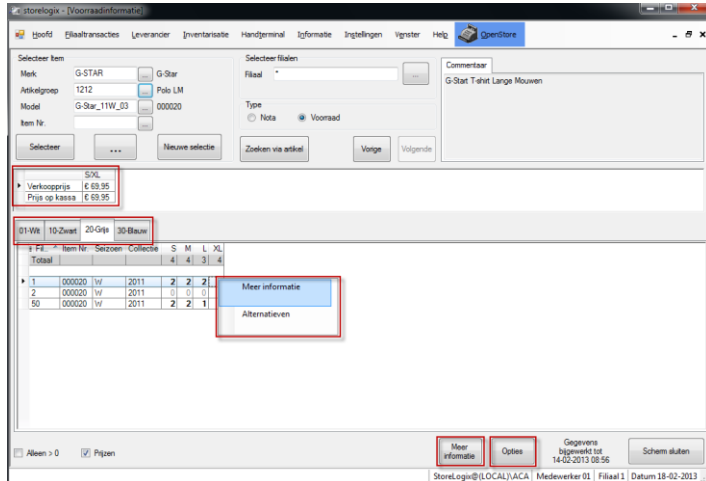 storelogix - [Voorraadinformatie]
Hoofd Filiaaltransacties Leverancier Inventarisatie Handterminal Informatie Instellingen Venster Help OpenStore
Selecteer Item
Merk G-STAR ... G-Star
Artikelgroep 1212 ... Polo LM
Model G-Star_11W_03 ... 000020
Item Nr. ...
Selecteer ... Nieuwe selectie
Selecteer filialen
Filiaal * ...
Type
Nota Voorraad
Zoeken via artikel Vorige Volgende
Commentaar
G-Start T-shirt Lange Mouwen
S/XL
Verkoopprijs € 69,95
Prijs op kassa € 69,95
01-Wit 10-Zwart 20-Grijs 30-Blauw
Fil.. Item Nr. Seizoen Collectie S M L XL
Totaal 4 4 3 4
1 000020 W 2011 2 2 2
2 000020 W 2011 0 0 0
50 000020 W 2011 2 2 1
Meer informatie
Alternatieven
Alleen > 0 Prijzen
Meer informatie Opties
Gegevens
bijgewerkt tot
14-02-2013 08:56
Scherm sluiten
StoreLogix@(LOCAL)\ACA Medewerker 01 Filiaal 1 Datum 18-02-2013